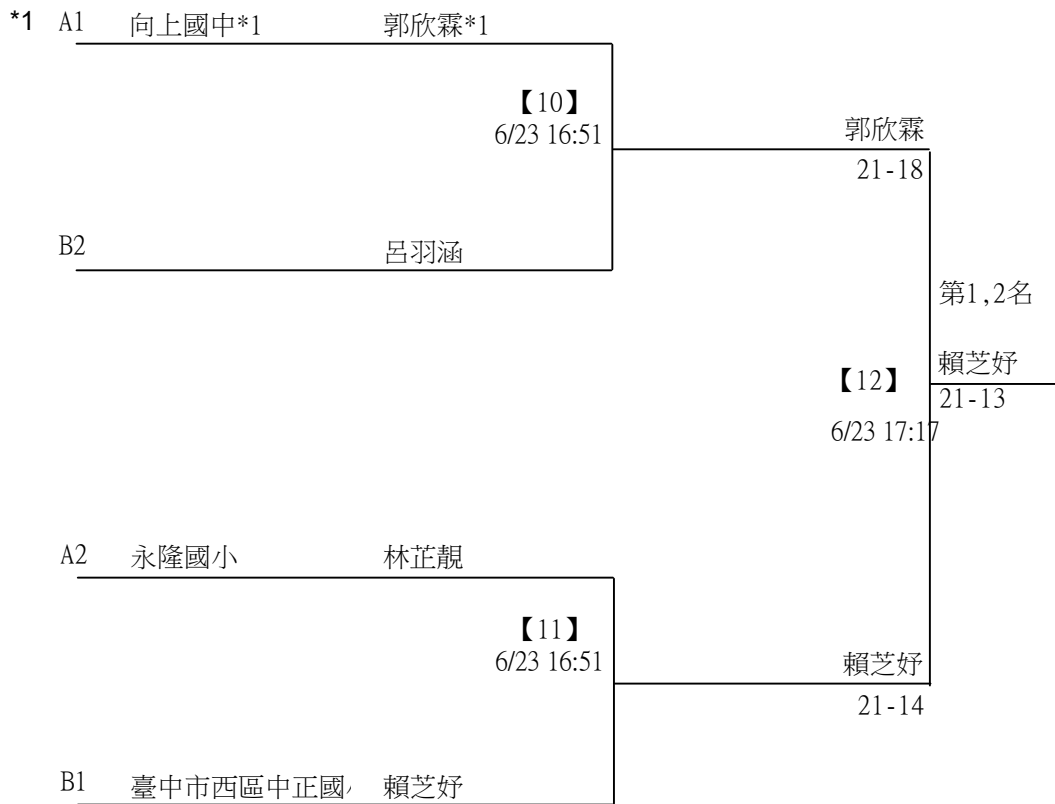 *1 A1 向上國中*1 郭欣霖*1
【10】
6/23 16:51
郭欣霖
21-18
B2 呂羽涵
第1,2名
【12】
賴芝妤
21-13
6/23 17:17
A2 永隆國小 林芷靚
【11】
6/23 16:51
賴芝妤
21-14
B1 臺中市西區中正國 賴芝妤